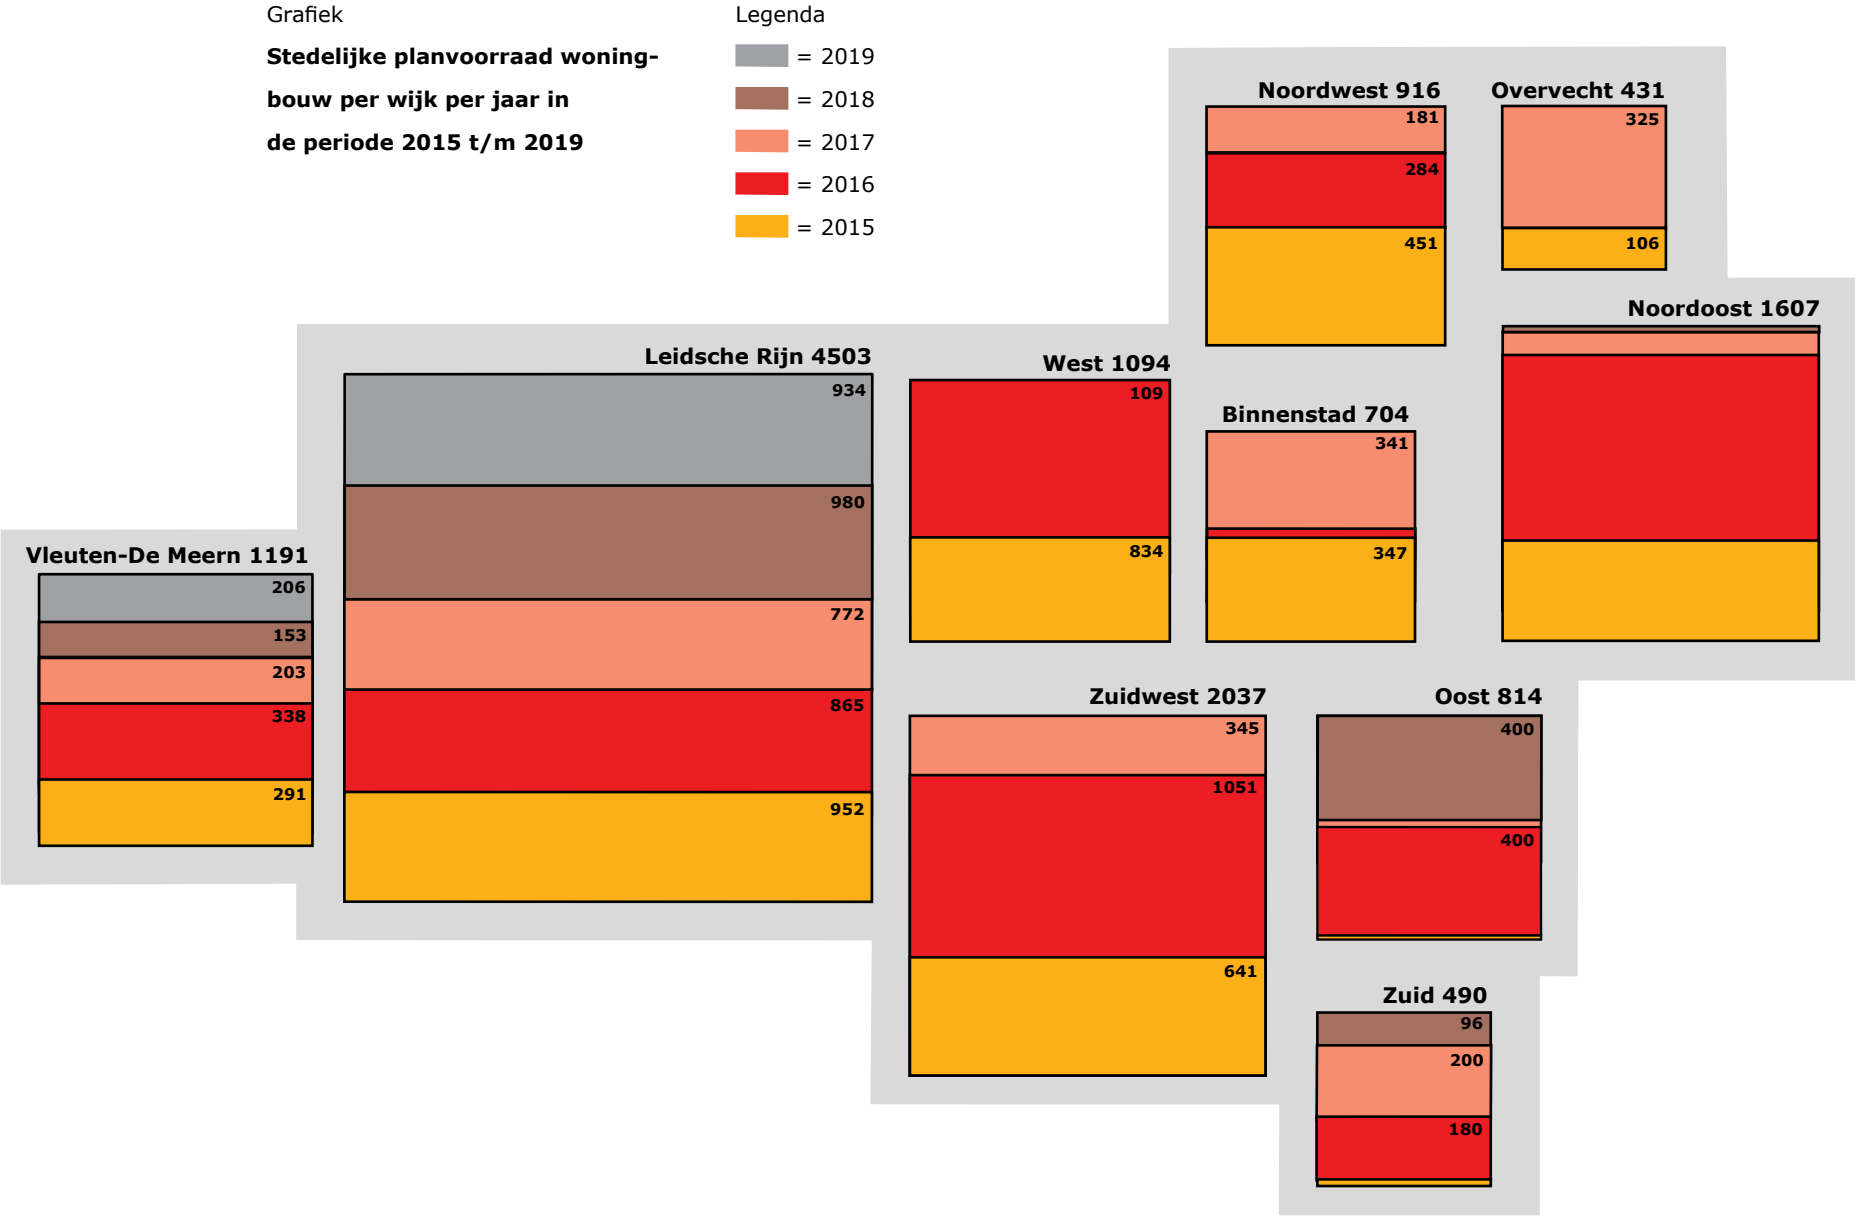 Grafiek
Stedelijke planvoorraad woning-
bouw per wijk per jaar in
de periode 2015 t/m 2019
Legenda
= 2019
= 2018
= 2017
= 2016
= 2015
Noordwest 916
181
284
451
Overvecht 431
325
106
Noordoost 1607
Leidsche Rijn 4503
934
980
772
865
952
West 1094
109
834
Binnenstad 704
341
347
Vleuten-De Meern 1191
206
153
203
338
291
Zuidwest 2037
345
1051
641
Oost 814
400
400
Zuid 490
96
200
180